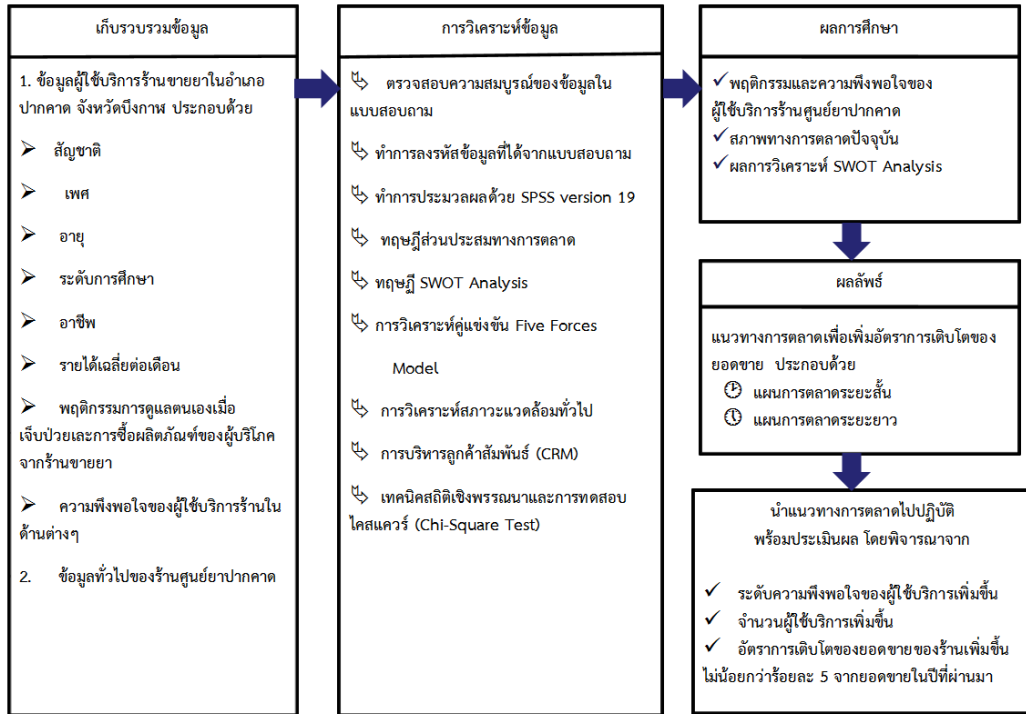 เก็บรวบรวมข้อมูล
1. ข้อมูลผู้ใช้บริการร้านขายยาในอำเภอ
ปากคาด จังหวัดบึงกาฬ ประกอบด้วย
➢ สัญชาติ
➢ เพศ
➢ อายุ
➢ ระดับการศึกษา
➢ อาชีพ
➢ รายได้เฉลี่ยต่อเดือน
➢ พฤติกรรมการดูแลตนเองเมื่อ
เจ็บป่วยและการซื้อผลิตภัณฑ์ของผู้บริโภค
จากร้านขายยา
➢ ความพึงพอใจของผู้ใช้บริการร้านใน
ด้านต่างๆ
2. ข้อมูลทั่วไปของร้านศูนย์ยาปากคาด
การวิเคราะห์ข้อมูล
ตรวจสอบความสมบูรณ์ของข้อมูลใน
แบบสอบถาม
ทำการลงรหัสข้อมูลที่ได้จากแบบสอบถาม
ทำการประมวลผลด้วย SPSS version 19
ทฤษฎีส่วนประสมทางการตลาด
ทฤษฏี SWOT Analysis
การวิเคราะห์คู่แข่งขัน Five Forces
Model
การวิเคราะห์สภาวะแวดล้อมทั่วไป
การบริหารลูกค้าสัมพันธ์ (CRM)
เทคนิคสถิติเชิงพรรณนาและการทดสอบ
ไคสแควร์ (Chi-Square Test)
ผลการศึกษา
✓ พฤติกรรมและความพึงพอใจของ
ผู้ใช้บริการร้านศูนย์ยาปากคาด
✓ สภาพทางการตลาดปัจจุบัน
✓ ผลการวิเคราะห์ SWOT Analysis
ผลลัพธ์
แนวทางการตลาดเพื่อเพิ่มอัตราการเติบโตของ
ยอดขาย ประกอบด้วย
แผนการตลาดระยะสั้น
แผนการตลาดระยะยาว
นำแนวทางการตลาดไปปฏิบัติ
พร้อมประเมินผล โดยพิจารณาจาก
✓ ระดับความพึงพอใจของผู้ใช้บริการเพิ่มขึ้น
✓ จำนวนผู้ใช้บริการเพิ่มขึ้น
✓ อัตราการเติบโตของยอดขายของร้านเพิ่มขึ้น
ไม่น้อยกว่าร้อยละ 5 จากยอดขายในปีที่ผ่านมา